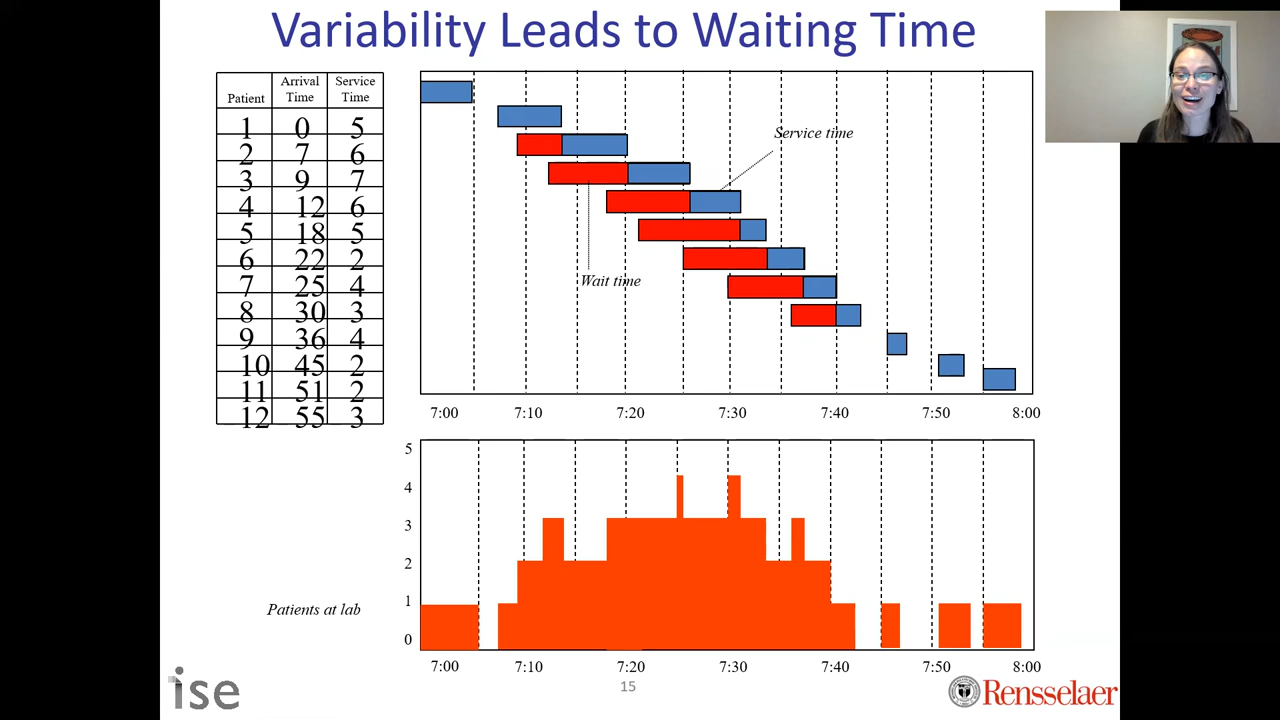 Variability Leads to Waiting Time
Patient Arrival Time Service Time
1 0 5
2 7 6
3 9 7
4 12 6
5 18 5
6 22 2
7 25 4
8 30 3
9 36 4
10 45 2
11 51 2
12 55 3
Service time
Wait time
7:00 7:10 7:20 7:30 7:40 7:50 8:00
5
4
3
2
1
0
Patients at lab
7:00 7:10 7:20 7:30 7:40 7:50 8:00
ise
15
Rensselaer